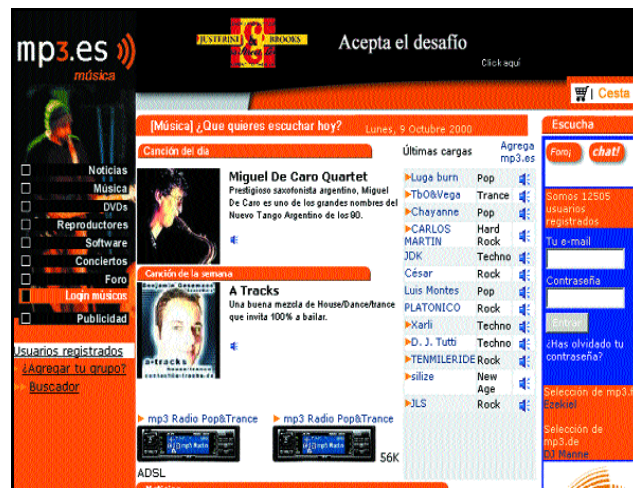 mp3.es
música
JUSTERINI & BROOKS
Acepta el desafío
Click aquí
Cesta
[Música] ¿Que quieres escuchar hoy?
Lunes, 9 Octubre 2000
Escucha
Noticias
Música
DVDs
Reproductores
Software
Conciertos
Foro
Login músicos
Publicidad
Usuarios registrados
¿Agregar tu grupo?
Buscador
Canción del día
Miguel De Caro Quartet
Prestigioso saxofonista argentino, Miguel
De Caro es uno de los grandes nombres del
Nuevo Tango Argentino de los 90.
Canción de la semana
Benjamin Gasemann
a-tracks
A Tracks
Una buena mezcla de House/Dance/trance
que invita 100% a bailar.
mp3 Radio Pop&Trance
mp3 Radio Pop&Trance
ADSL
56K
Últimas cargas
Agrega
mp3.es
Luga burn Pop
TbO&Vega Trance
Chayanne Pop
CARLOS MARTIN Hard Rock
JDK Techno
César Rock
Luis Montes Pop
PLATONICO Rock
Xarli Techno
D. J. Tutti Techno
TENMILERIDE Rock
silize New Age
JLS Rock
Foro¡
chat!
Somos 12505
usuarios
registrados
Tu e-mail
Contraseña
Entrar
¿Has olvidado tu
contraseña?
Selección de mp3.
Ezekiel
Selección de
mp3.de
DJ Manne